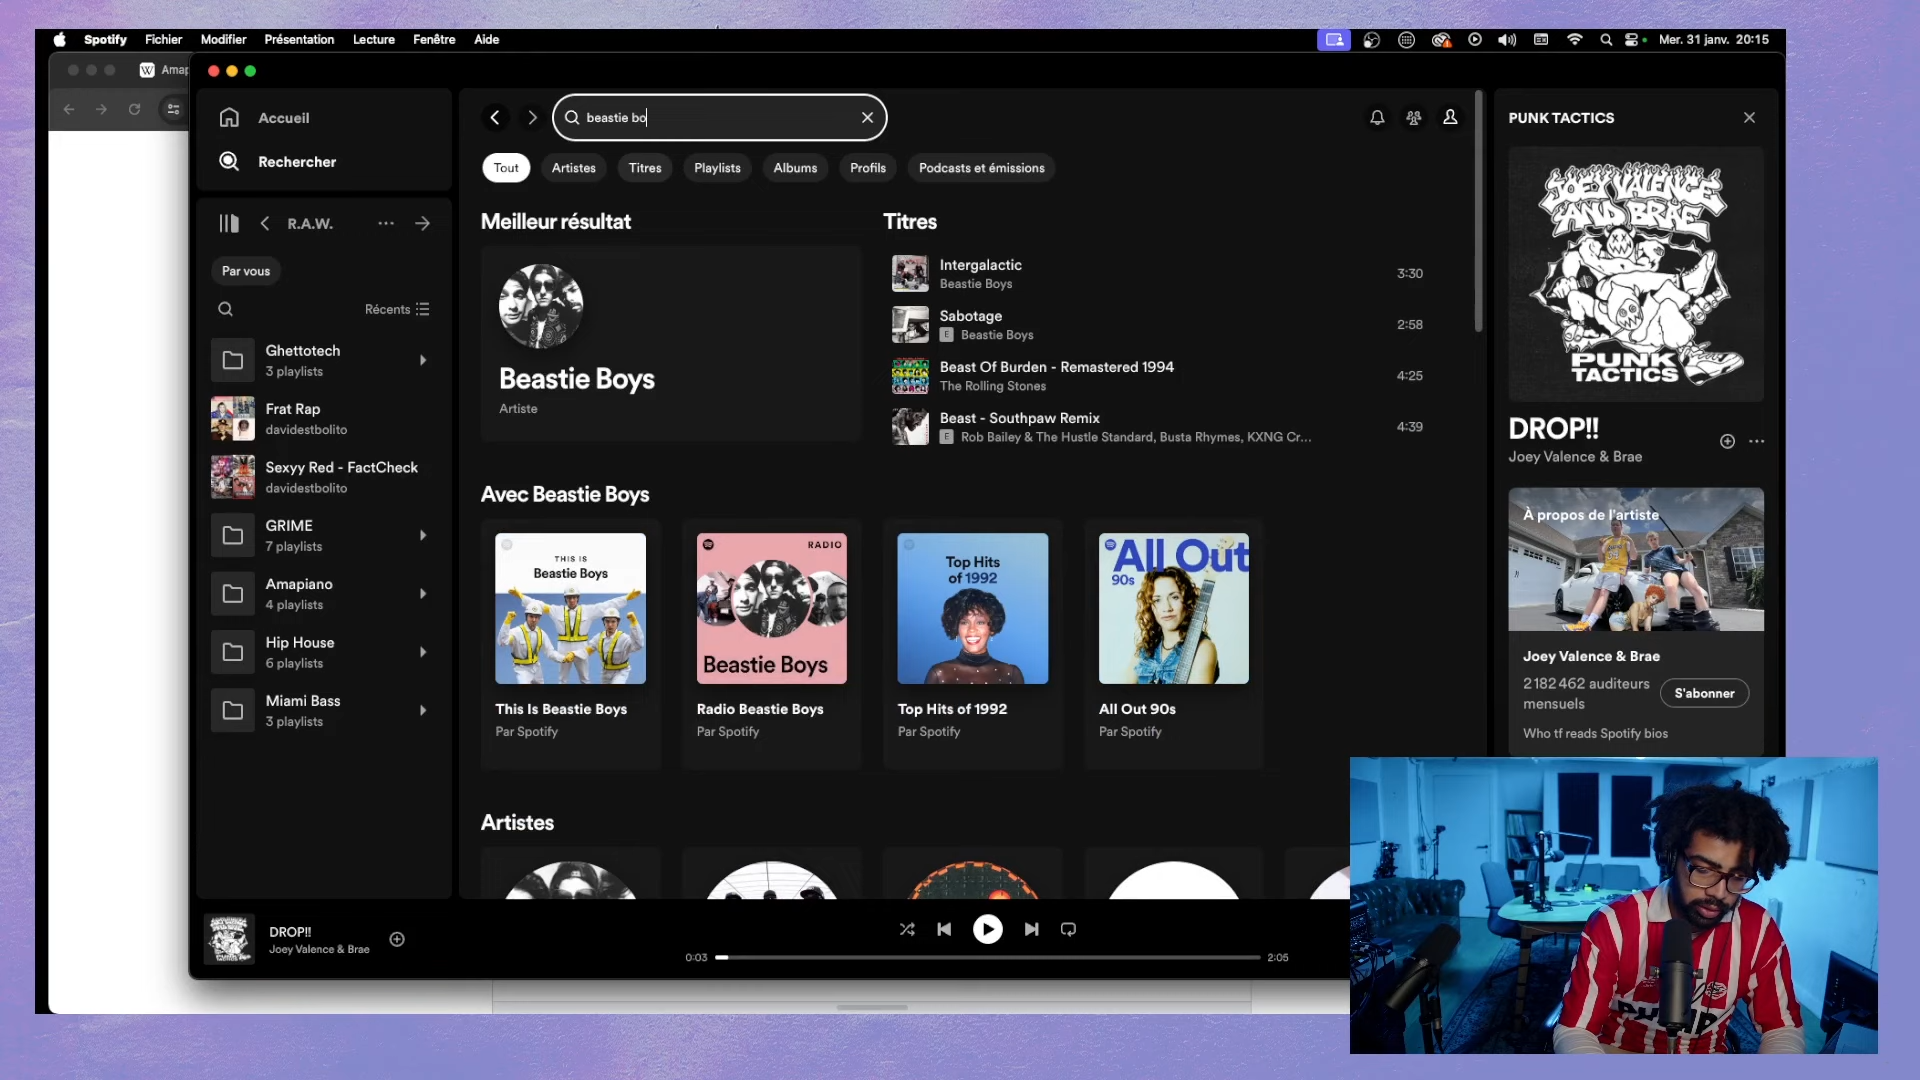 Spotify Fichier Modifier Présentation Lecture Fenêtre Aide
Mer. 31 janv. 20:15
W Amap
Accueil
Rechercher
R.A.W.
Par vous
Récents
Ghettotech
3 playlists
Frat Rap
davidestbolito
Sexyy Red - FactCheck
davidestbolito
GRIME
7 playlists
Amapiano
4 playlists
Hip House
6 playlists
Miami Bass
3 playlists
beastie bo
Tout Artistes Titres Playlists Albums Profils Podcasts et émissions
Meilleur résultat
Beastie Boys
Artiste
Titres
Intergalactic
Beastie Boys
3:30
Sabotage
E Beastie Boys
2:58
Beast Of Burden - Remastered 1994
The Rolling Stones
4:25
Beast - Southpaw Remix
E Rob Bailey & The Hustle Standard, Busta Rhymes, KXNG Cr...
4:39
Avec Beastie Boys
THIS IS
Beastie Boys
This Is Beastie Boys
Par Spotify
RADIO
Beastie Boys
Radio Beastie Boys
Par Spotify
Top Hits
of 1992
Top Hits of 1992
Par Spotify
All Out
90s
All Out 90s
Par Spotify
Artistes
PUNK TACTICS
JOEY VALENCE
AND BRAE
PUNK
TACTICS
DROP!!
Joey Valence & Brae
À propos de l'artiste
Joey Valence & Brae
2 182 462 auditeurs
mensuels
S'abonner
Who tf reads Spotify bios
DROP!!
Joey Valence & Brae
0:03
2:05